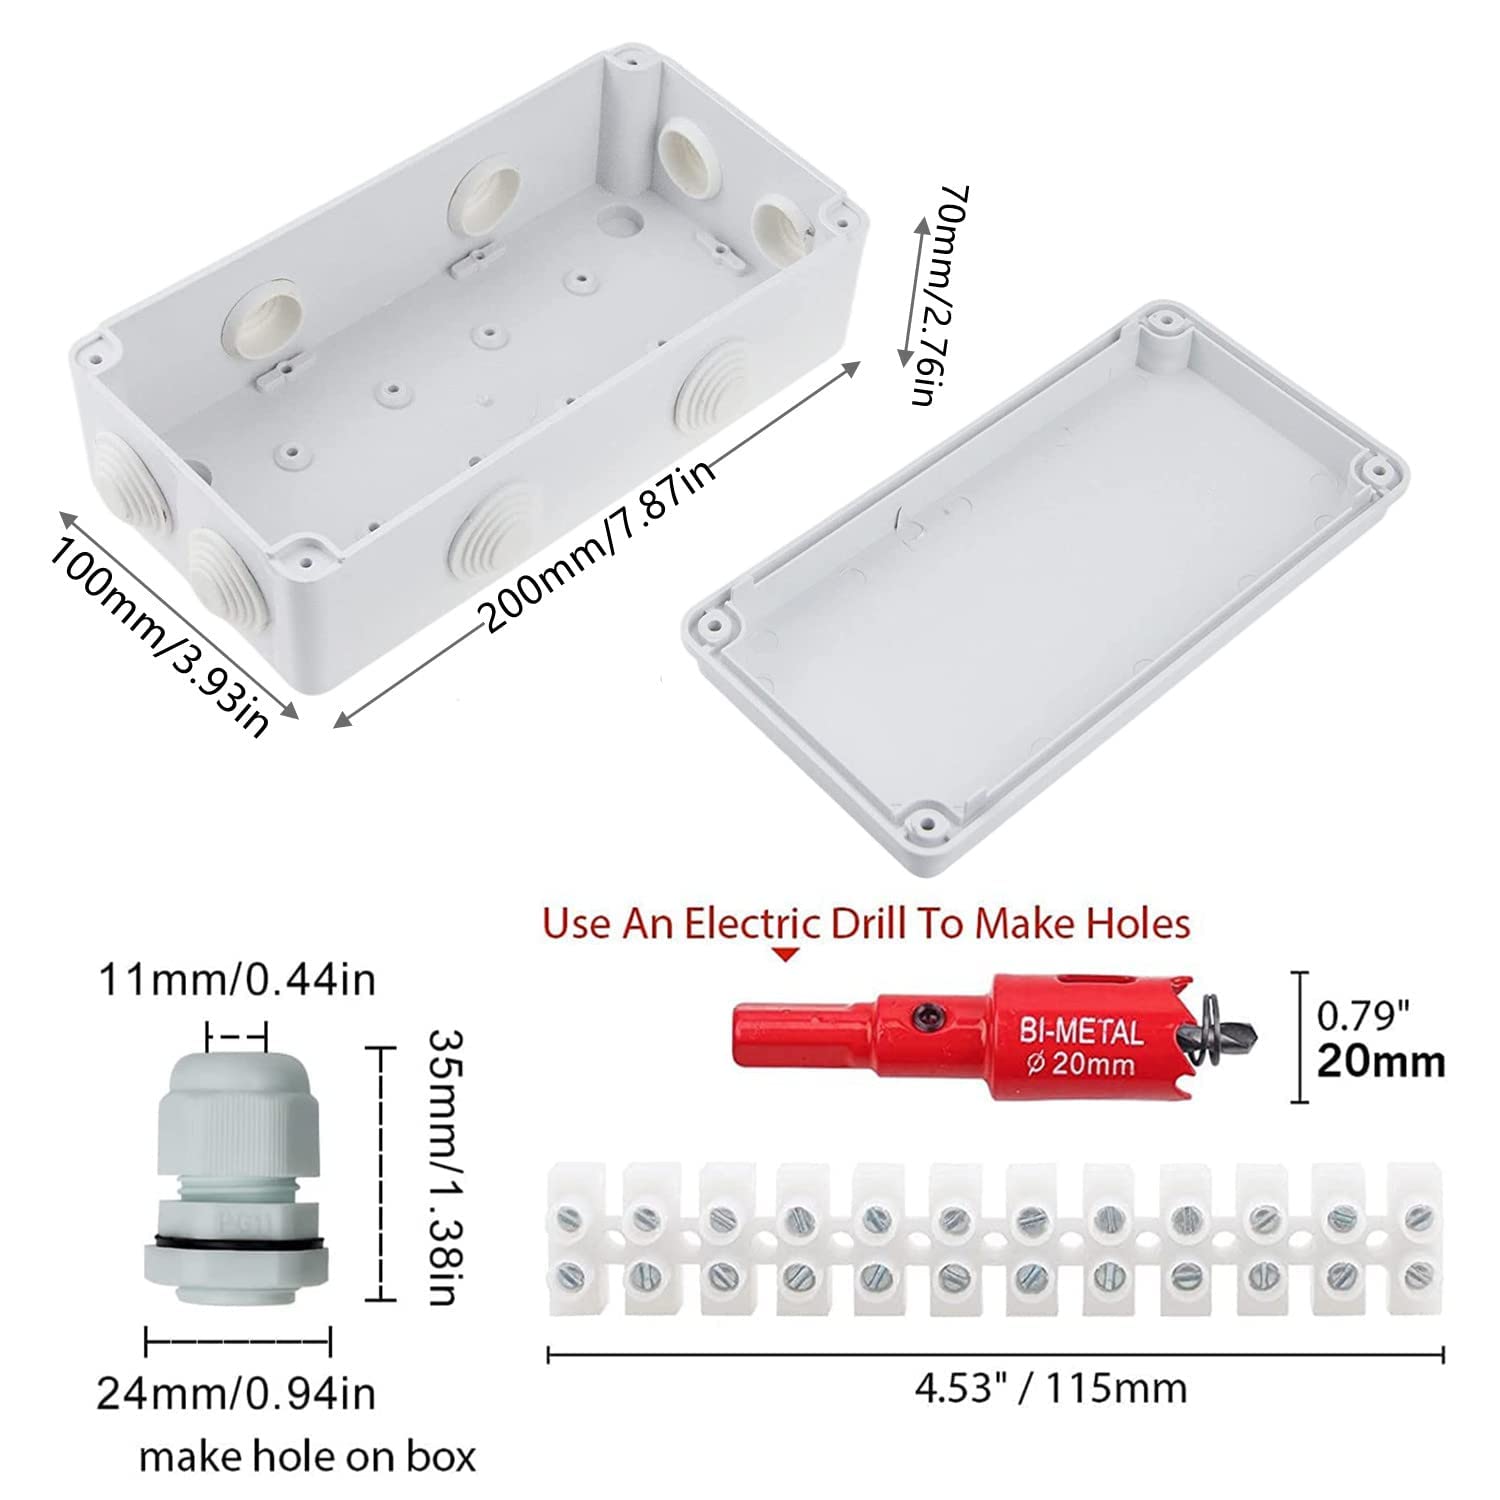 70mm/2.76in
200mm/7.87in
100mm/3.93in
Use An Electric Drill To Make Holes
11mm/0.44in
35mm/1.38in
BI-METAL
Ø 20mm
0.79"
20mm
PG11
24mm/0.94in
make hole on box
4.53" / 115mm